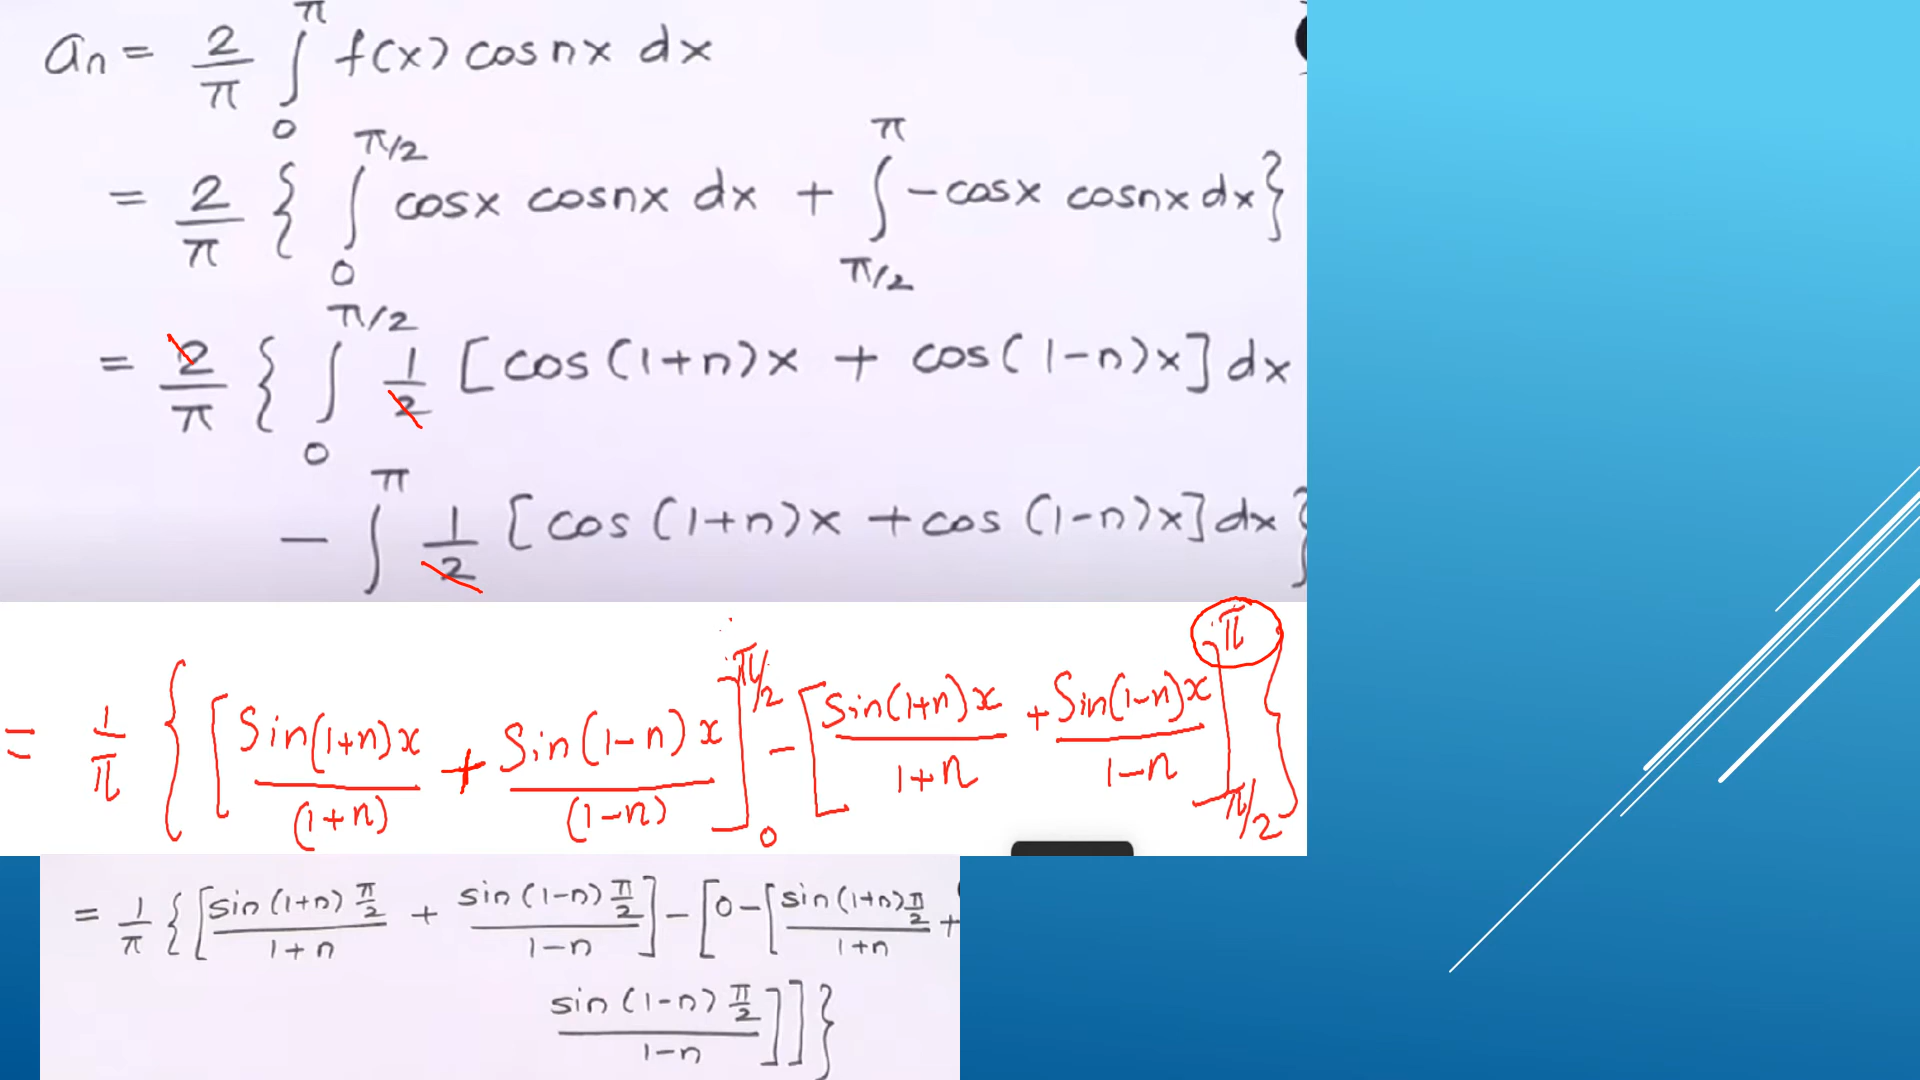 aₙ = 2/π ∫₀^π f(x) cosnx dx
= 2/π { ∫₀^π/2 cosx cosnx dx + ∫_π/2^π -cosx cosnx dx}
= 2/π { ∫₀^π/2 1/2 [cos(1+n)x + cos(1-n)x] dx
- ∫^π 1/2 [cos(1+n)x + cos(1-n)x] dx }
= 1/π { [ Sin(1+n)x/(1+n) + Sin(1-n)x/(1-n) ]₀^π/2 - [ Sin(1+n)x/1+n + Sin(1-n)x/1-n ]_π/2^π }
= 1/π { [ sin(1+n)π/2 / 1+n + sin(1-n)π/2 / 1-n ] - [ 0 - [ sin(1+n)π/2 / 1+n +
sin(1-n)π/2 / 1-n ] ] }